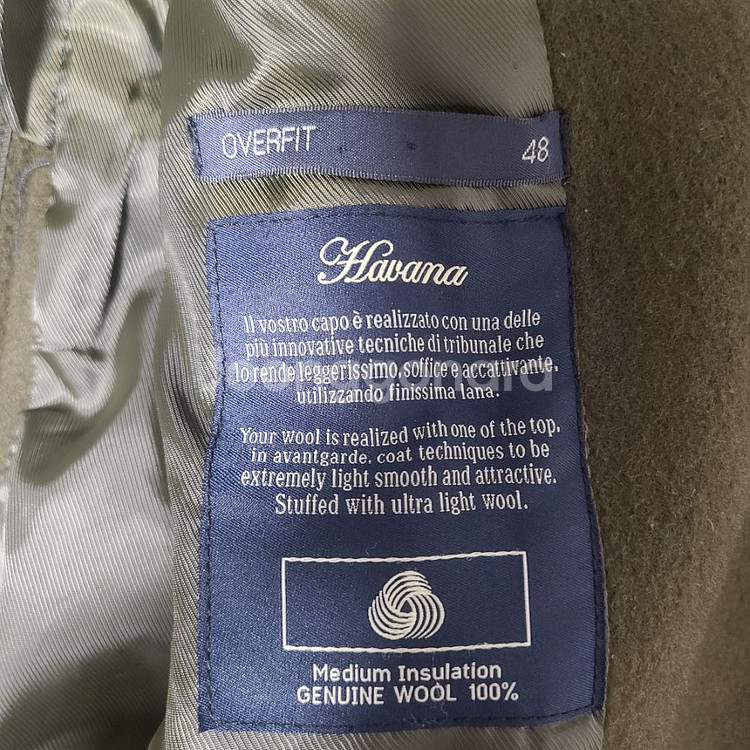 OVERFIT 48
Havana
Il vostro capo è realizzato con una delle
più innovative tecniche di tribunale che
lo rende leggerissimo, soffice e accattivante,
utilizzando finissima lana.
Your wool is realized with one of the top,
in avantgarde, coat techniques to be
extremely light smooth and attractive.
Stuffed with ultra light wool.
Medium Insulation
GENUINE WOOL 100%